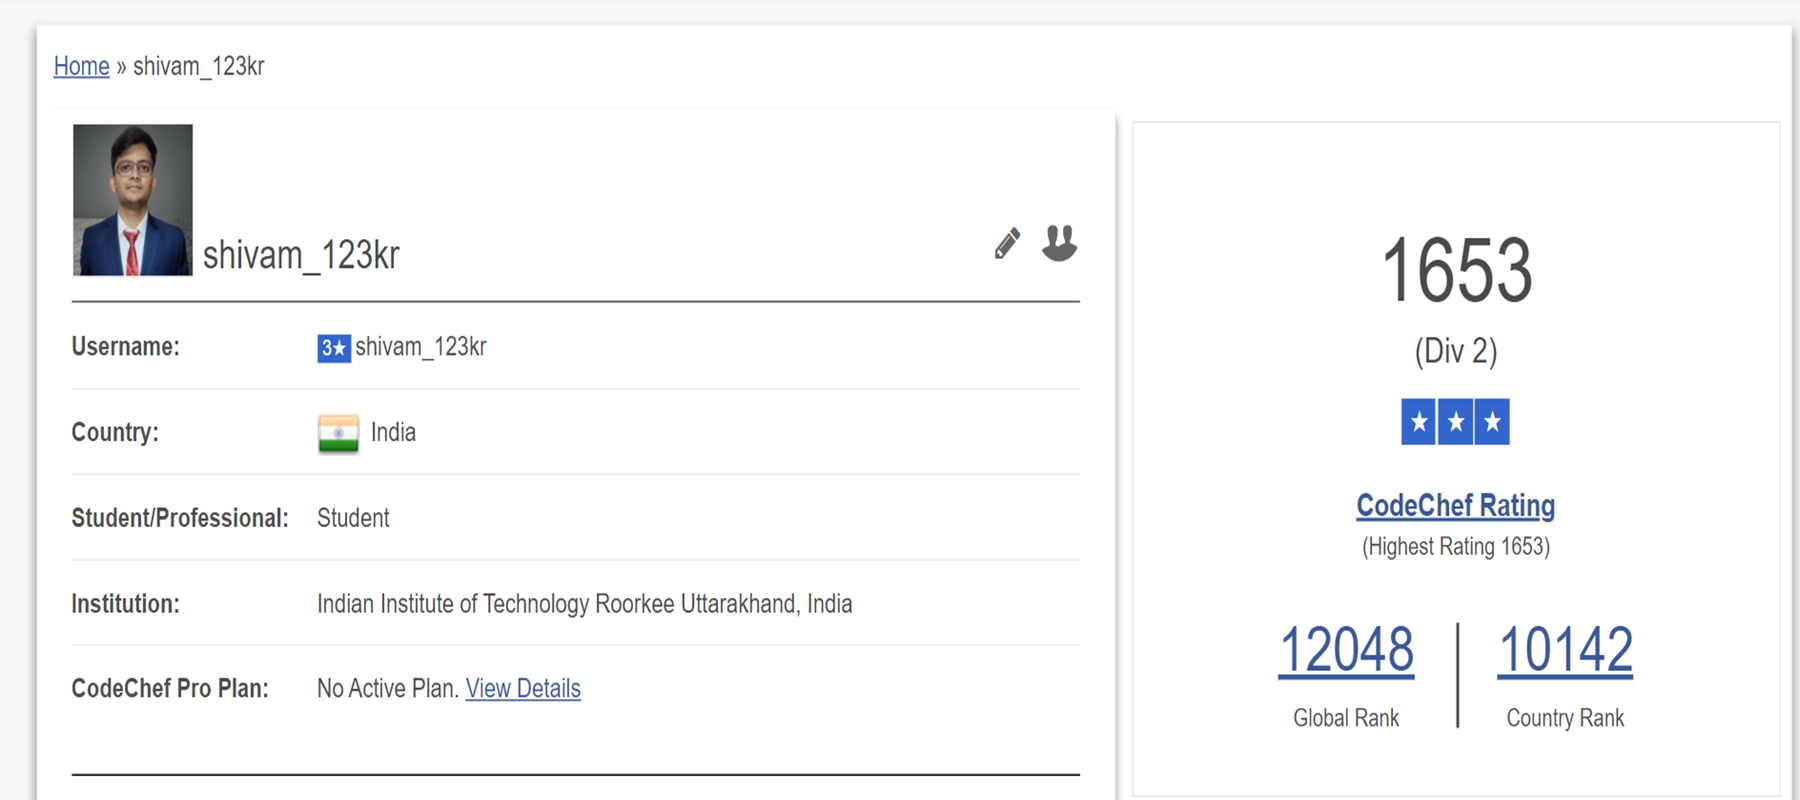 Home » shivam_123kr
shivam_123kr
Username: 3★ shivam_123kr
Country: India
Student/Professional: Student
Institution: Indian Institute of Technology Roorkee Uttarakhand, India
CodeChef Pro Plan: No Active Plan. View Details
1653
(Div 2)
★ ★ ★
CodeChef Rating
(Highest Rating 1653)
12048 10142
Global Rank Country Rank